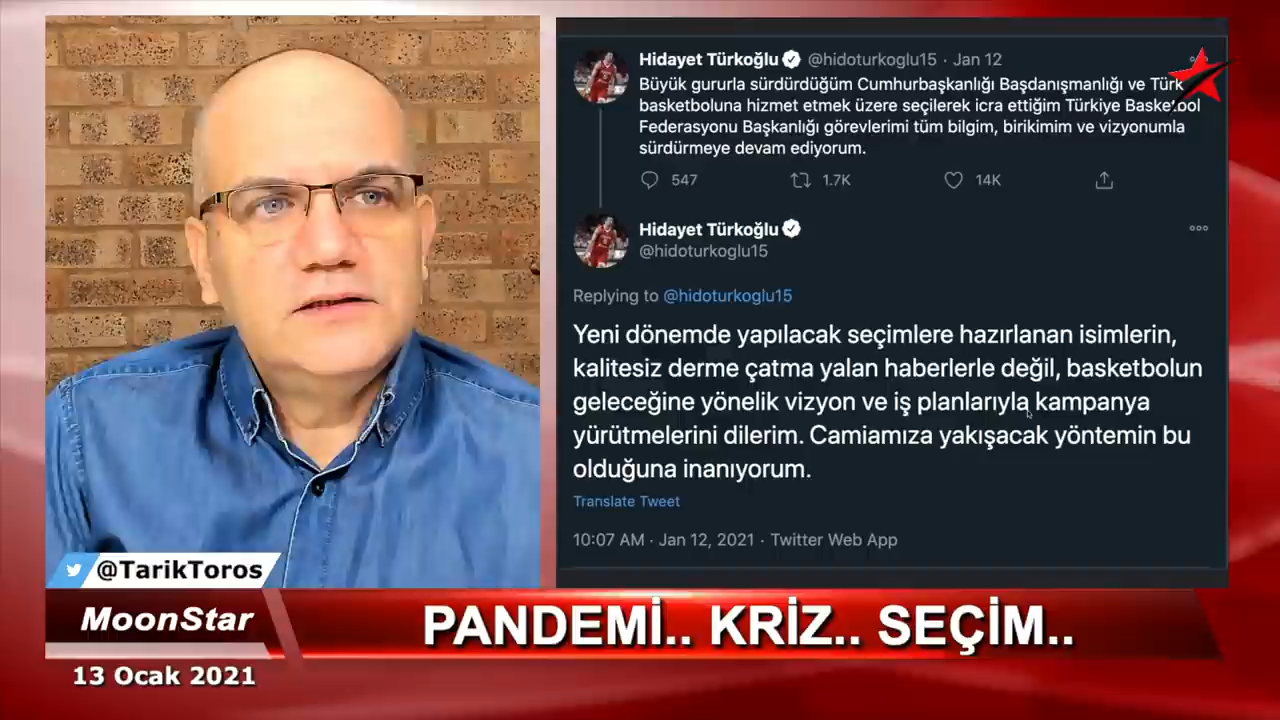 Hidayet Türkoğlu @hidoturkoglu15 · Jan 12
Büyük gururla sürdürdüğüm Cumhurbaşkanlığı Başdanışmanlığı ve Türk
basketboluna hizmet etmek üzere seçilerek icra ettiğim Türkiye Basketbol
Federasyonu Başkanlığı görevlerimi tüm bilgim, birikimim ve vizyonumla
sürdürmeye devam ediyorum.
547 1.7K 14K
Hidayet Türkoğlu
@hidoturkoglu15
Replying to @hidoturkoglu15
Yeni dönemde yapılacak seçimlere hazırlanan isimlerin,
kalitesiz derme çatma yalan haberlerle değil, basketbolun
geleceğine yönelik vizyon ve iş planlarıyla kampanya
yürütmelerini dilerim. Camiamıza yakışacak yöntemin bu
olduğuna inanıyorum.
Translate Tweet
10:07 AM · Jan 12, 2021 · Twitter Web App
@TarikToros
MoonStar
PANDEMİ.. KRİZ.. SEÇİM..
13 Ocak 2021